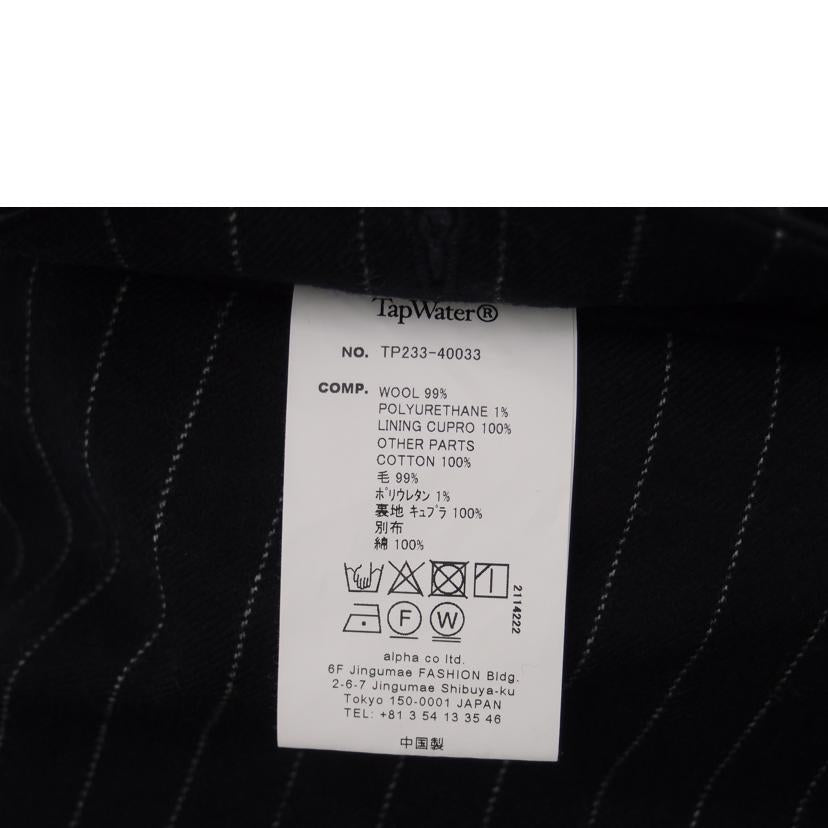 TapWater®
NO. TP233-40033
COMP. WOOL 99%
POLYURETHANE 1%
LINING CUPRO 100%
OTHER PARTS
COTTON 100%
毛 99%
ﾎﾟﾘｳﾚﾀﾝ 1%
裏地 ｷｭﾌﾟﾗ 100%
別布
綿 100%
2114222
F W
alpha co ltd.
6F Jingumae FASHION Bldg.
2-6-7 Jingumae Shibuya-ku
Tokyo 150-0001 JAPAN
TEL: +81 3 54 13 35 46
中国製